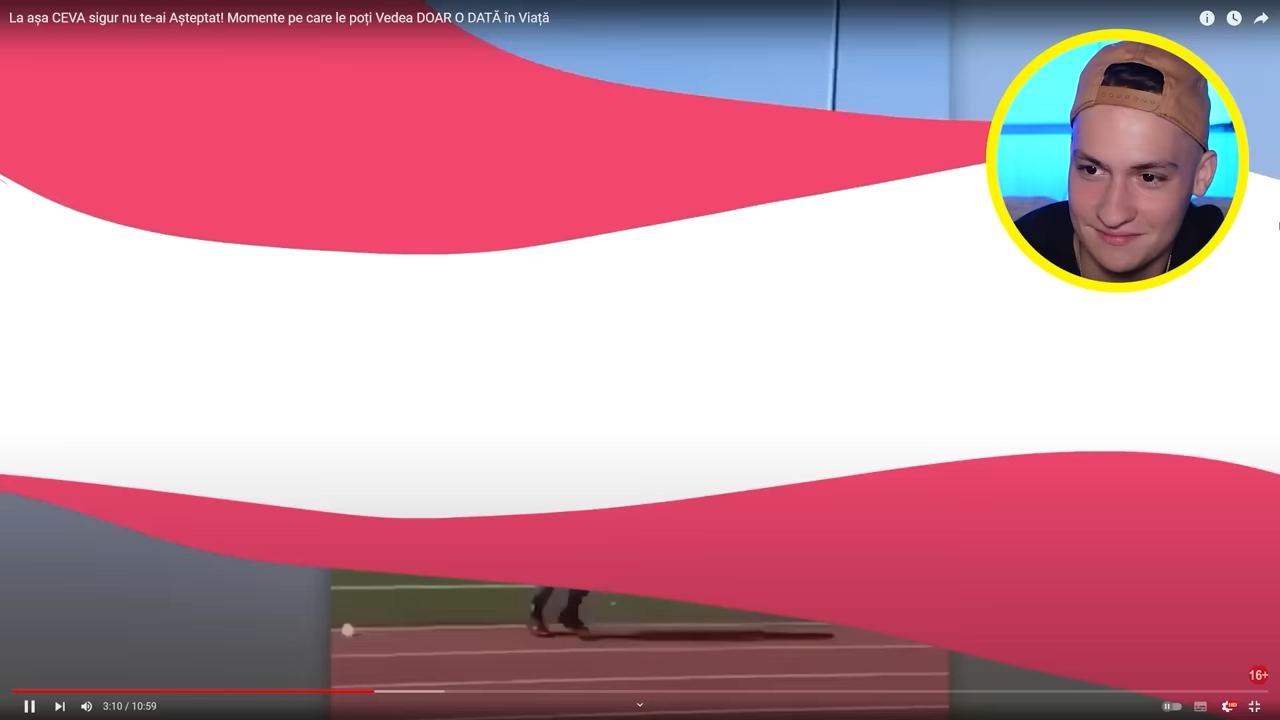 La așa CEVA sigur nu te-ai Așteptat! Momente pe care le poți Vedea DOAR O DATĂ în Viață
16+
3:10 / 10:59
HD